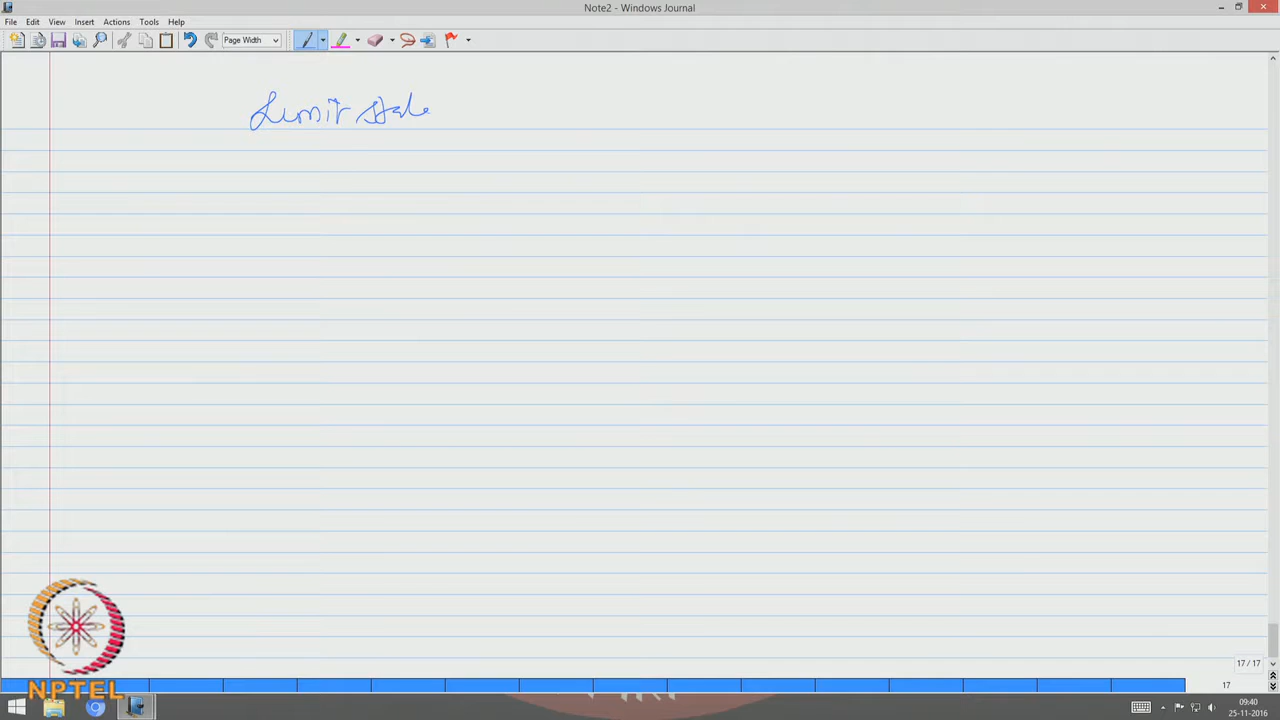 Note2 - Windows Journal
File Edit View Insert Actions Tools Help
Page Width
Limit State
17 / 17
17
NPTEL
09:40
25-11-2016